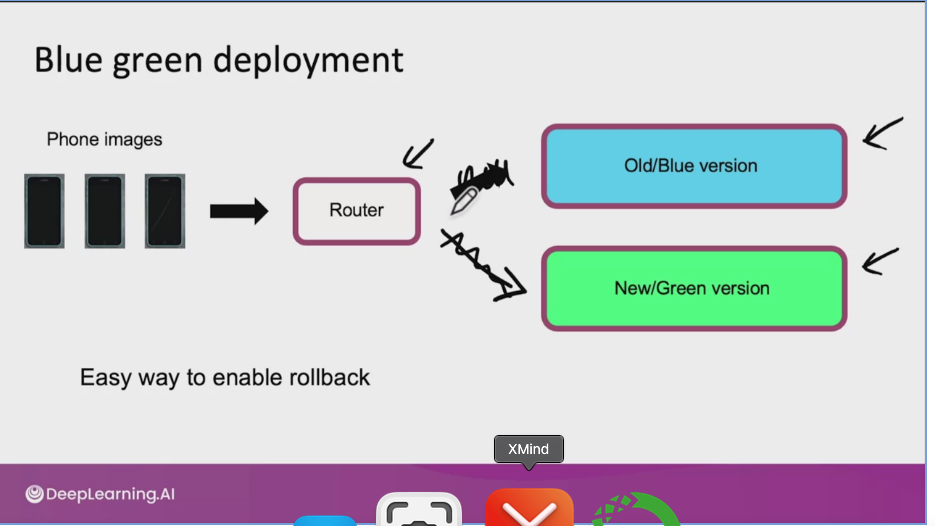 Blue green deployment
Phone images
Router
Old/Blue version
New/Green version
Easy way to enable rollback
XMind
DeepLearning.AI